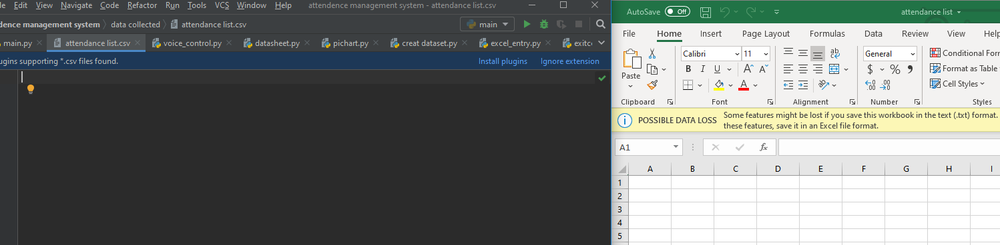 le Edit View Navigate Code Refactor Run Tools VCS Window Help attendence management system - attendance list.csv
dence management system data collected attendance list.csv main
main.py attendance list.csv voice_control.py datasheet.py pichart.py creat dataset.py excel_entry.py exitc
ugins supporting *.csv files found. Install plugins Ignore extension
AutoSave Off attendance list
File Home Insert Page Layout Formulas Data Review View Help
Paste
Calibri 11
B I U A A
A
ab
c
General
$ % ,
.00
.0
Conditional For
Format as Table
Cell Styles
Clipboard Font Alignment Number Styles
POSSIBLE DATA LOSS Some features might be lost if you save this workbook in the text (.txt) format.
these features, save it in an Excel file format.
A1 fx
A B C D E F G H I
1
2
3
4
5